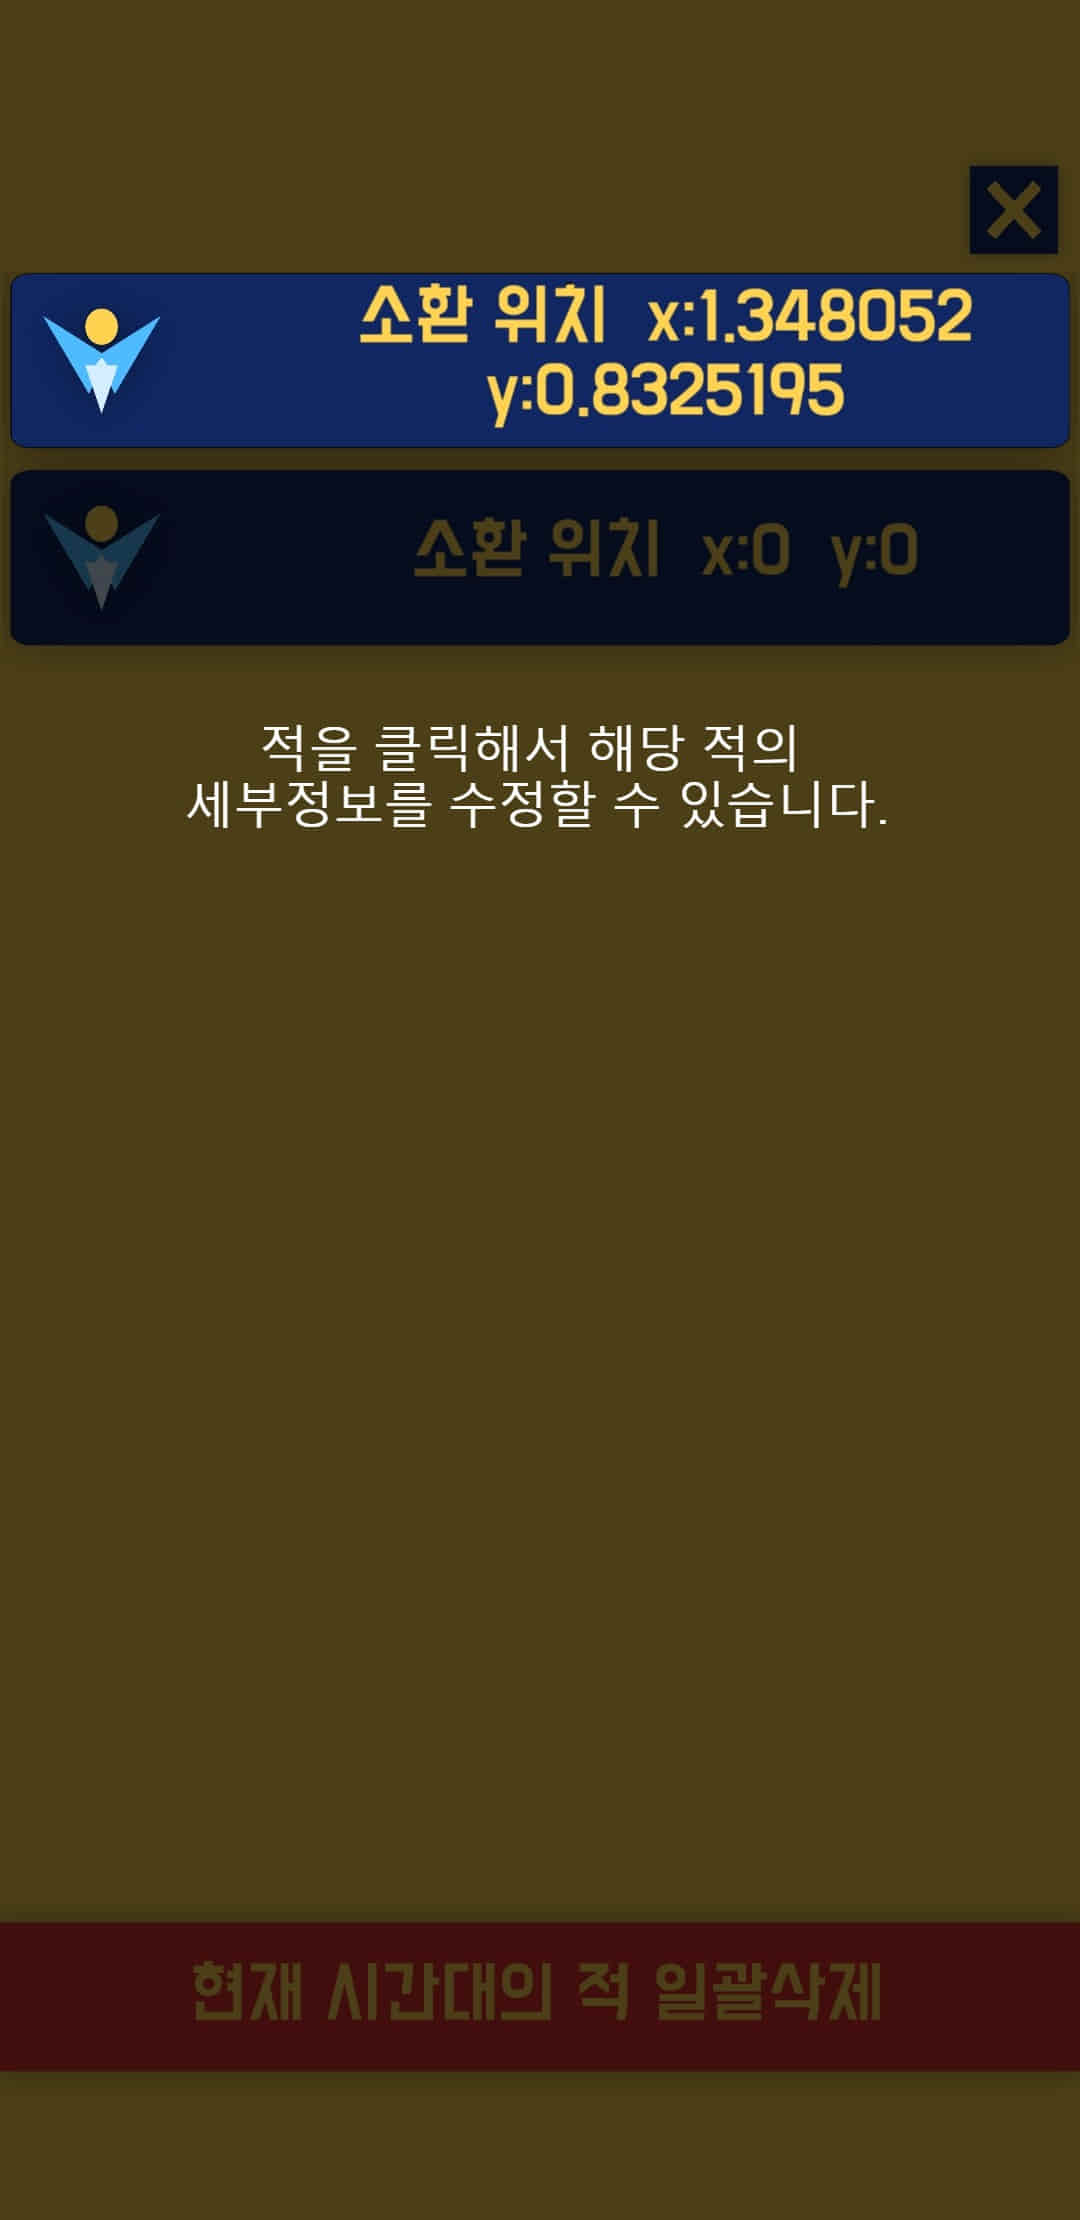 소환 위치  x:1.348052
y:0.8325195
소환 위치  x:0  y:0
적을 클릭해서 해당 적의
세부정보를 수정할 수 있습니다.
현재 시간대의 적 일괄삭제